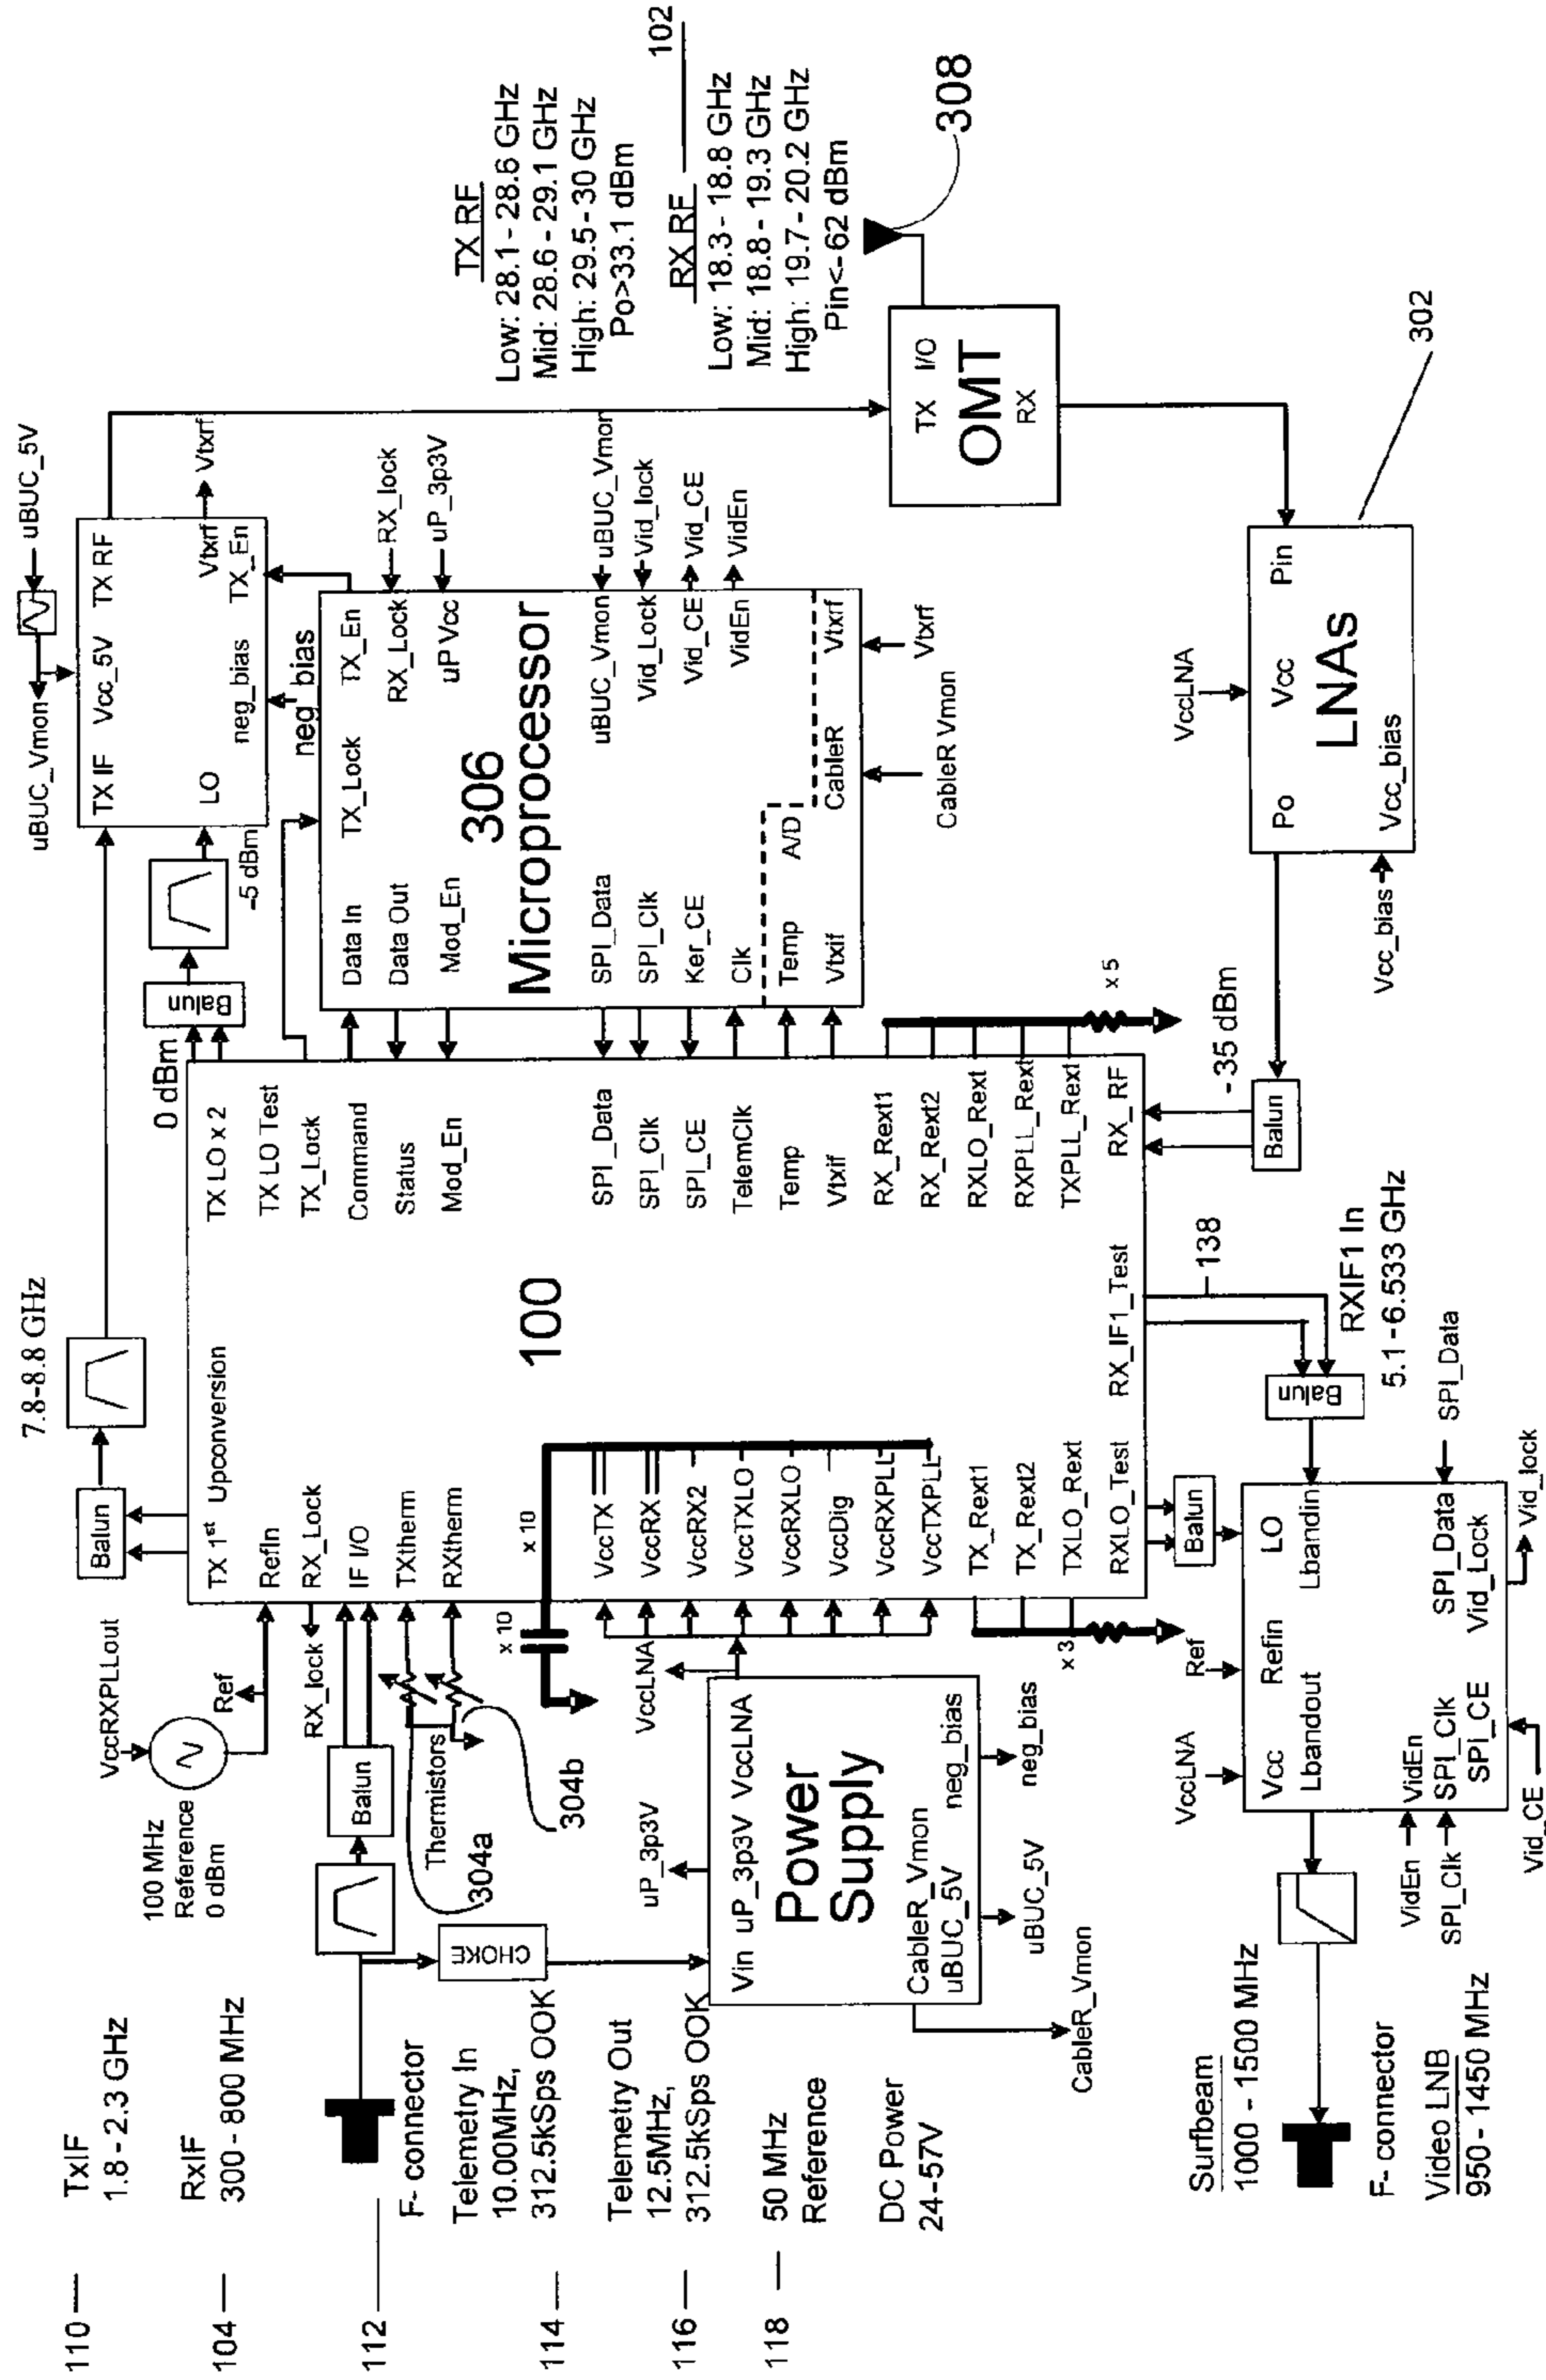 110
TxIF
1.8 - 2.3 GHz
104
RxIF
300 - 800 MHz
112
F- connector
114
Telemetry In
10.00MHz,
312.5kSps OOK
116
Telemetry Out
12.5MHz,
312.5kSps OOK
118
50 MHz
Reference
DC Power
24-57V
Surfbeam
1000 - 1500 MHz
F- connector
Video LNB
950 - 1450 MHz
100 MHz
Reference
0 dBm
VccRXPLLout
Ref
RX_lock
Balun
Thermistors
304a
304b
CHOKE
Vin
uP_3p3V
VccLNA
Power
Supply
CableR_Vmon
uBUC_5V
neg_bias
uP_3p3V
VccLNA
neg_bias
uBUC_5V
CableR_Vmon
x 10
x 10
7.8-8.8 GHz
Balun
TX 1st Upconversion
RefIn
RX_Lock
IF I/O
TXtherm
RXtherm
VccTX
VccRX
VccRX2
VccTXLO
VccRXLO
VccDig
VccRXPLL
VccTXPLL
TX_Rext1
TX_Rext2
TXLO_Rext
RXLO_Test
x 3
100
TX LO x 2
TX LO Test
TX_Lock
Command
Status
Mod_En
SPI_Data
SPI_Clk
SPI_CE
TelemClk
Temp
Vtxif
RX_Rext1
RX_Rext2
RXLO_Rext
RXPLL_Rext
TXPLL_Rext
RX_RF
RX_IF1_Test
x 5
0 dBm
Balun
-5 dBm
uBUC_Vmon
uBUC_5V
TX IF
Vcc_5V
TX RF
LO
neg_bias
Vtxrf
TX_En
Vtxrf
neg_bias
Data In
TX_Lock
TX_En
Data Out
RX_Lock
Mod_En
uP Vcc
306
Microprocessor
SPI_Data
uBUC_Vmon
SPI_Clk
Vid_Lock
Ker_CE
Vid_CE
Clk
VidEn
Temp
A/D
Vtxif
CableR
Vtxrf
RX_lock
uP_3p3V
uBUC_Vmon
Vid_lock
Vid_CE
VidEn
CableR Vmon
Vtxrf
TX RF
Low: 28.1 - 28.6 GHz
Mid: 28.6 - 29.1 GHz
High: 29.5 - 30 GHz
Po>33.1 dBm
RX RF
102
Low: 18.3 - 18.8 GHz
Mid: 18.8 - 19.3 GHz
High: 19.7 - 20.2 GHz
Pin<-62 dBm
308
TX
I/O
OMT
RX
302
VccLNA
Po
Vcc
Pin
LNAs
Vcc_bias
Vcc_bias
-35 dBm
Balun
138
RXIF1 In
5.1 - 6.533 GHz
Balun
Balun
VccLNA
Ref
Vcc
Refin
LO
Lbandout
Lbandin
VidEn
SPI_Clk
SPI_Data
SPI_CE
Vid_Lock
VidEn
SPI_Clk
Vid_CE
SPI_Data
Vid_lock